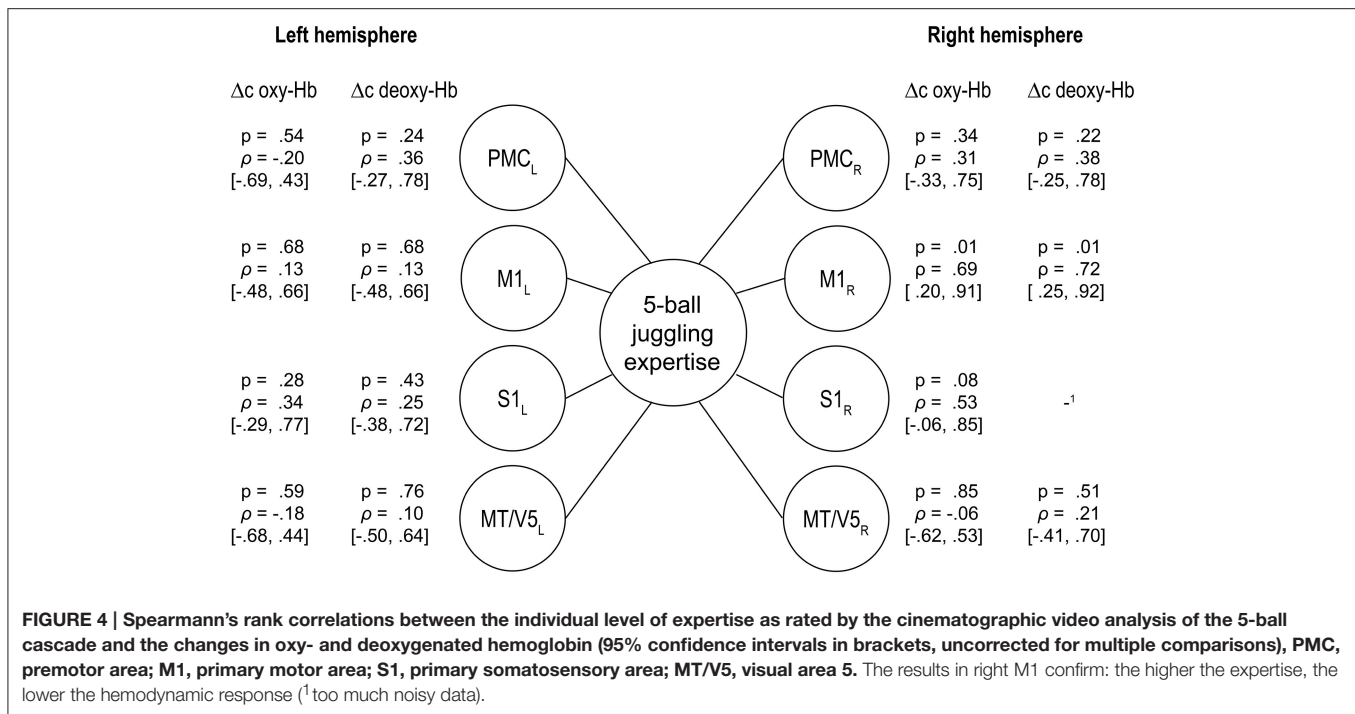 Left hemisphere
Right hemisphere
Δc oxy-Hb Δc deoxy-Hb
Δc oxy-Hb Δc deoxy-Hb
p = .54
ρ = -.20
[-.69, .43]
p = .24
ρ = .36
[-.27, .78]
PMC_L
PMC_R
p = .34
ρ = .31
[-.33, .75]
p = .22
ρ = .38
[-.25, .78]
p = .68
ρ = .13
[-.48, .66]
p = .68
ρ = .13
[-.48, .66]
M1_L
M1_R
p = .01
ρ = .69
[ .20, .91]
p = .01
ρ = .72
[ .25, .92]
5-ball
juggling
expertise
p = .28
ρ = .34
[-.29, .77]
p = .43
ρ = .25
[-.38, .72]
S1_L
S1_R
p = .08
ρ = .53
[-.06, .85]
-¹
p = .59
ρ = -.18
[-.68, .44]
p = .76
ρ = .10
[-.50, .64]
MT/V5_L
MT/V5_R
p = .85
ρ = -.06
[-.62, .53]
p = .51
ρ = .21
[-.41, .70]
FIGURE 4 | Spearmann's rank correlations between the individual level of expertise as rated by the cinematographic video analysis of the 5-ball
cascade and the changes in oxy- and deoxygenated hemoglobin (95% confidence intervals in brackets, uncorrected for multiple comparisons), PMC,
premotor area; M1, primary motor area; S1, primary somatosensory area; MT/V5, visual area 5. The results in right M1 confirm: the higher the expertise, the
lower the hemodynamic response (¹too much noisy data).